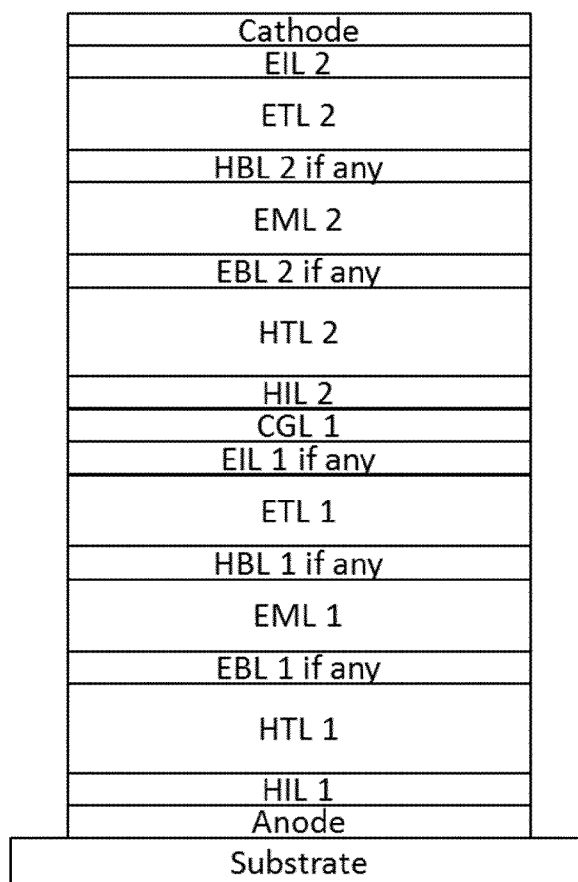 Cathode
EIL 2
ETL 2
HBL 2 if any
EML 2
EBL 2 if any
HTL 2
HIL 2
CGL 1
EIL 1 if any
ETL 1
HBL 1 if any
EML 1
EBL 1 if any
HTL 1
HIL 1
Anode
Substrate